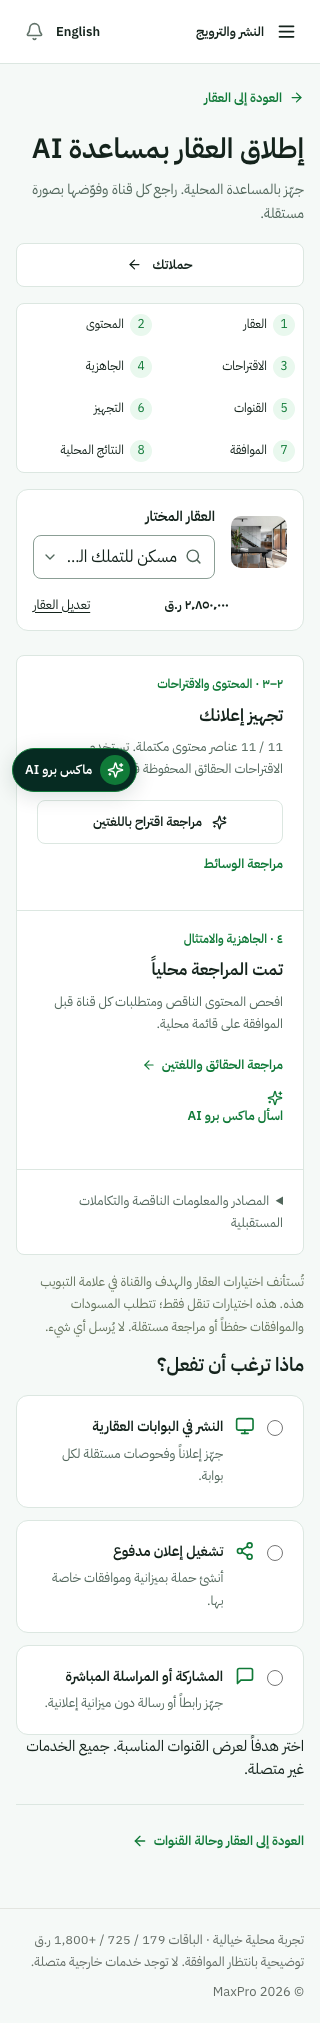 النشر والترويج
English
العودة إلى العقار
إطلاق العقار بمساعدة AI
جهّز بالمساعدة المحلية. راجع كل قناة وفوّضها بصورة
مستقلة.
حملاتك
1 العقار
2 المحتوى
3 الاقتراحات
4 الجاهزية
5 القنوات
6 التجهيز
7 الموافقة
8 النتائج المحلية
العقار المختار
مسكن للتملك الـ...
٢,٨٥٠,٠٠٠ ر.ق
تعديل العقار
٢–٣ · المحتوى والاقتراحات
تجهيز إعلانك
11 / 11 عناصر محتوى مكتملة. تستخدم
الاقتراحات الحقائق المحفوظة
ماكس برو AI
مراجعة اقتراح باللغتين
مراجعة الوسائط
٤ · الجاهزية والامتثال
تمت المراجعة محلياً
افحص المحتوى الناقص ومتطلبات كل قناة قبل
الموافقة على قائمة محلية.
مراجعة الحقائق واللغتين
اسأل ماكس برو AI
المصادر والمعلومات الناقصة والتكاملات
المستقبلية
تُستأنف اختيارات العقار والهدف والقناة في علامة التبويب
هذه. هذه اختيارات تنقل فقط؛ تتطلب المسودات
والموافقات حفظاً أو مراجعة مستقلة. لا يُرسل أي شيء.
ماذا ترغب أن تفعل؟
النشر في البوابات العقارية
جهّز إعلاناً وفحوصات مستقلة لكل
بوابة.
تشغيل إعلان مدفوع
أنشئ حملة بميزانية وموافقات خاصة
بها.
المشاركة أو المراسلة المباشرة
جهّز رابطاً أو رسالة دون ميزانية إعلانية.
اختر هدفاً لعرض القنوات المناسبة. جميع الخدمات
غير متصلة.
العودة إلى العقار وحالة القنوات
تجربة محلية خيالية · الباقات 179 / 725 / +1,800 ر.ق
توضيحية بانتظار الموافقة. لا توجد خدمات خارجية متصلة.
© 2026 MaxPro